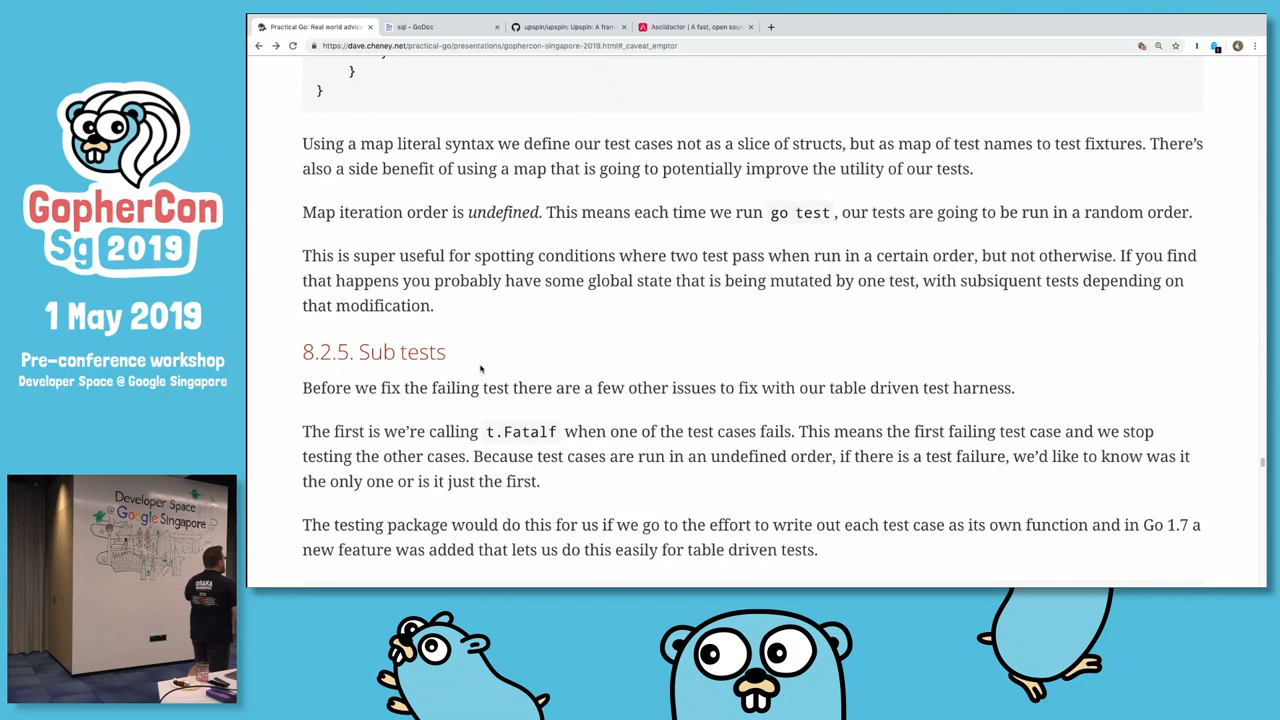 Practical Go: Real world advice
sql - GoDoc
upspin/upspin: Upspin: A fram
Asciidoctor | A fast, open sour
https://dave.cheney.net/practical-go/presentations/gophercon-singapore-2019.html#_caveat_emptor
}
}
Using a map literal syntax we define our test cases not as a slice of structs, but as map of test names to test fixtures. There’s
also a side benefit of using a map that is going to potentially improve the utility of our tests.
Map iteration order is undefined. This means each time we run go test, our tests are going to be run in a random order.
This is super useful for spotting conditions where two test pass when run in a certain order, but not otherwise. If you find
that happens you probably have some global state that is being mutated by one test, with subsiquent tests depending on
that modification.
8.2.5. Sub tests
Before we fix the failing test there are a few other issues to fix with our table driven test harness.
The first is we’re calling t.Fatalf when one of the test cases fails. This means the first failing test case and we stop
testing the other cases. Because test cases are run in an undefined order, if there is a test failure, we’d like to know was it
the only one or is it just the first.
The testing package would do this for us if we go to the effort to write out each test case as its own function and in Go 1.7 a
new feature was added that lets us do this easily for table driven tests.
GopherCon
Sg 2019
1 May 2019
Pre-conference workshop
Developer Space @ Google Singapore
Developer Space
@ Google Singapore
OSAKA